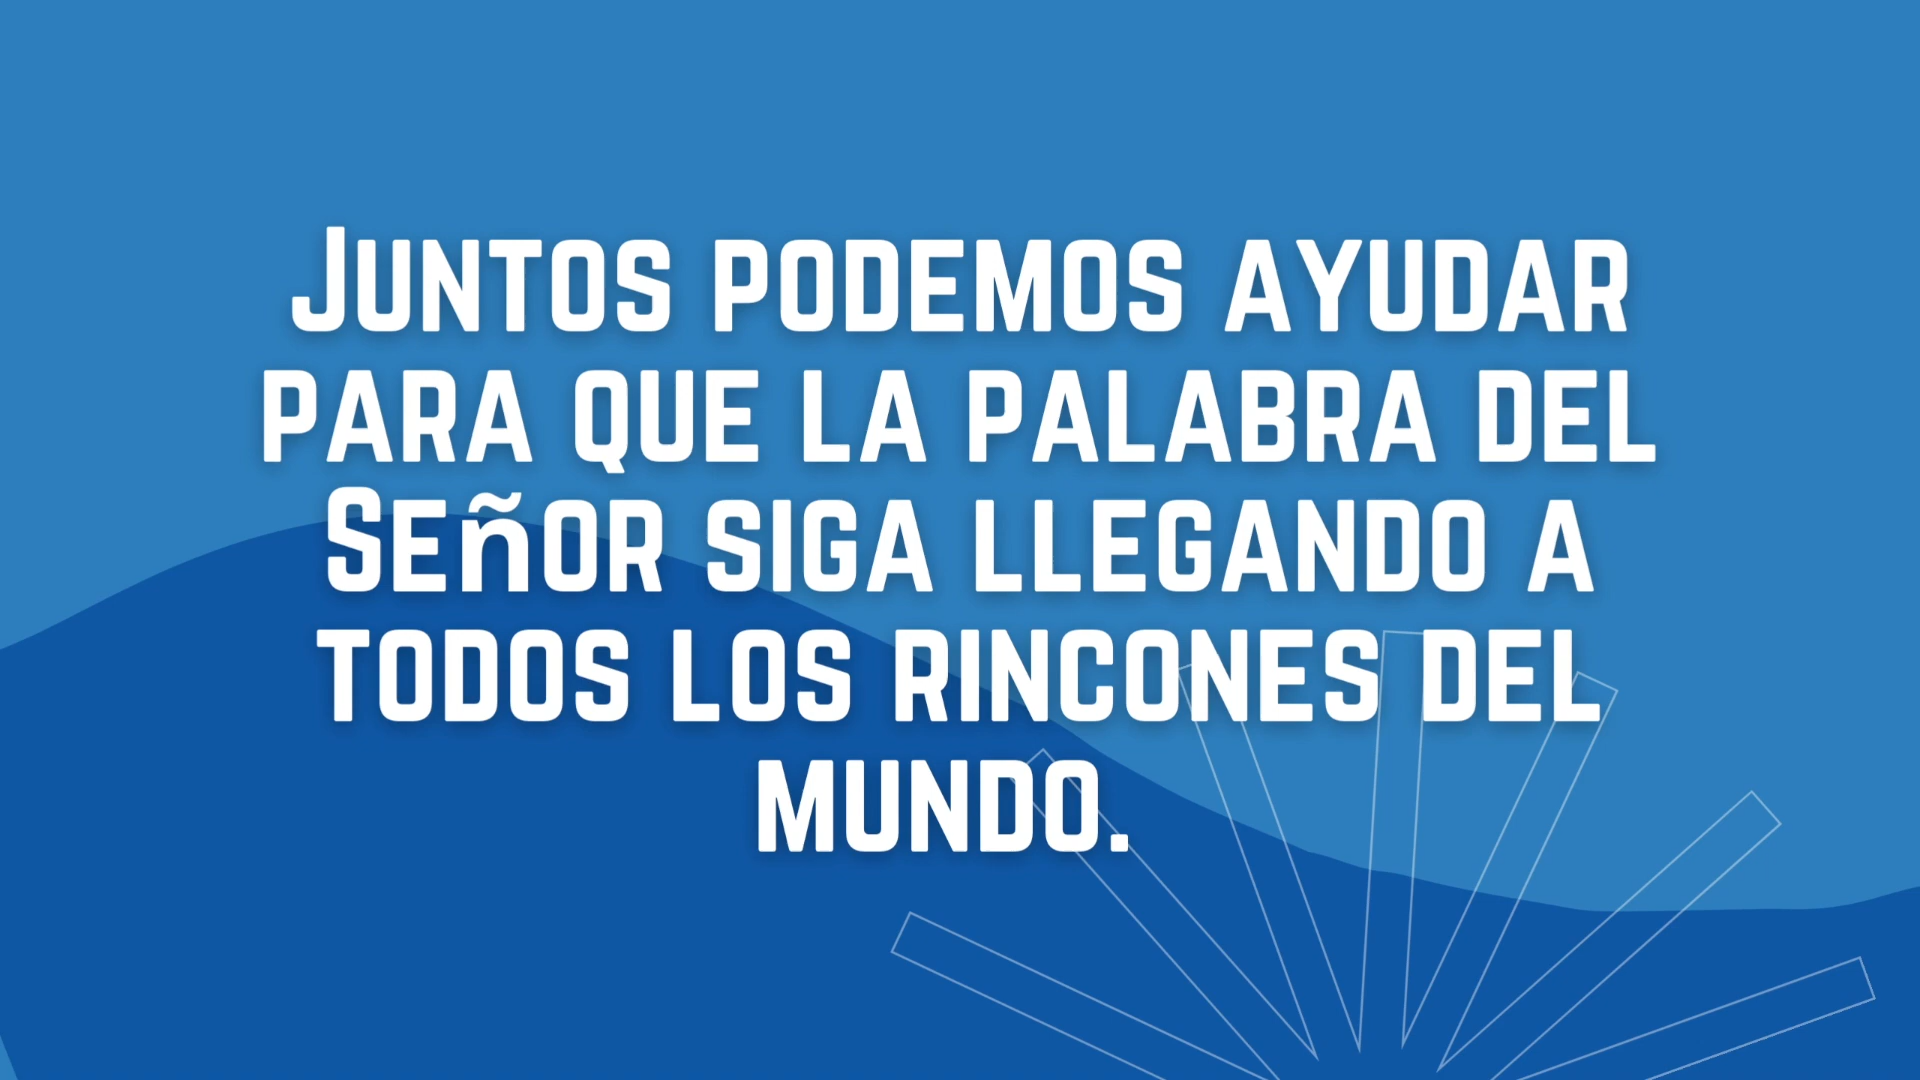 Juntos podemos ayudar
para que la palabra del
Señor siga llegando a
todos los rincones del
mundo.